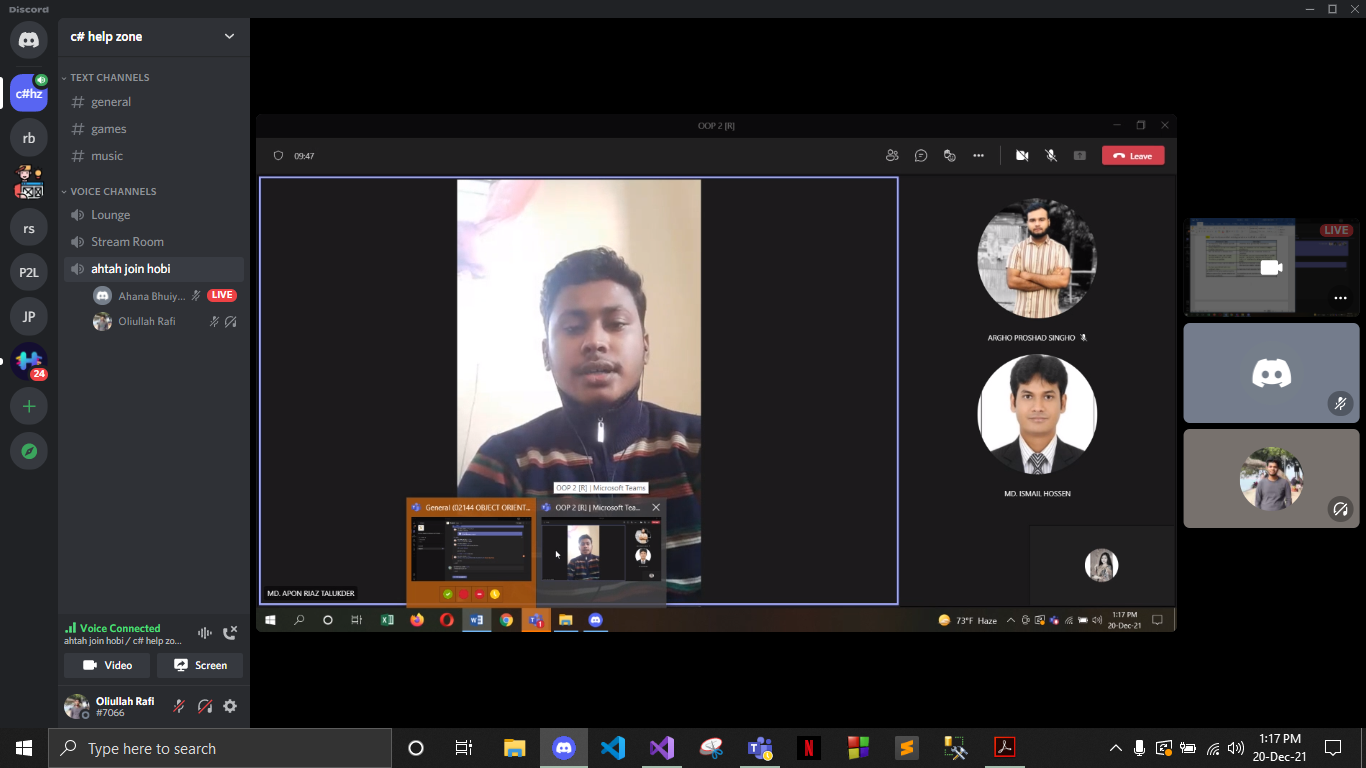 Discord
c# help zone
TEXT CHANNELS
general
games
music
VOICE CHANNELS
Lounge
Stream Room
ahtah join hobi
Ahana Bhuiy...
LIVE
Oliullah Rafi
c#hz
rb
rs
P2L
JP
24
Voice Connected
ahtah join hobi / c# help zo...
Video
Screen
Oliullah Rafi
#7066
OOP 2 [R]
09:47
Leave
ARGHO PROSHAD SINGHO
MD. ISMAIL HOSSEN
MD. APON RIAZ TALUKDER
OOP 2 [R] | Microsoft Teams
General (02144 OBJECT ORIENT...
OOP 2 [R] | Microsoft Tea...
73°F Haze
1:17 PM
20-Dec-21
LIVE
Type here to search
1:17 PM
20-Dec-21